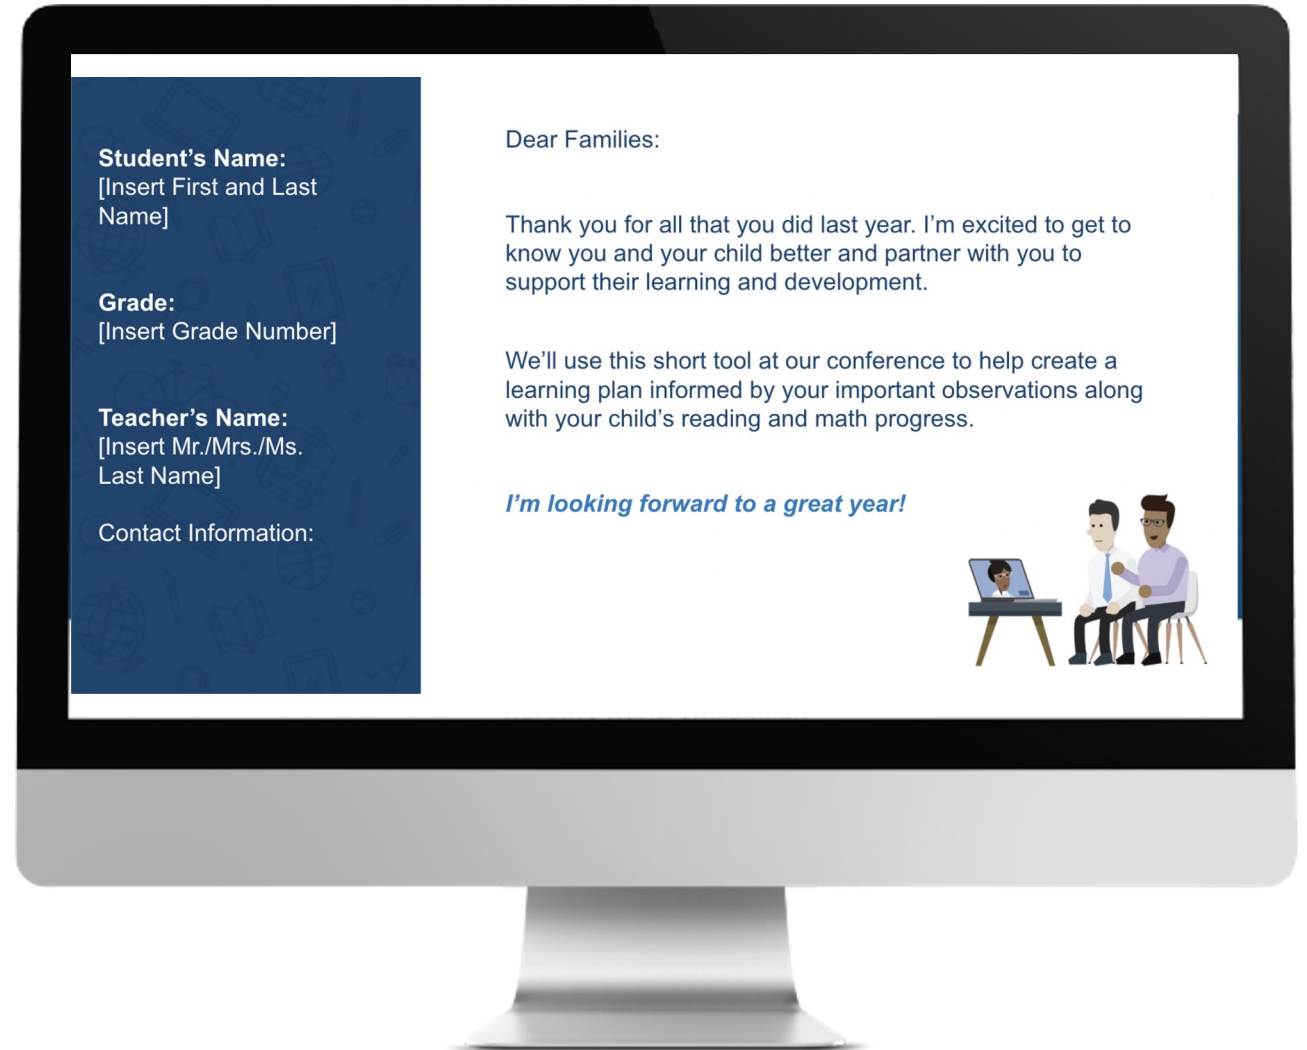 Student’s Name:
[Insert First and Last
Name]
Grade:
[Insert Grade Number]
Teacher’s Name:
[Insert Mr./Mrs./Ms.
Last Name]
Contact Information:
Dear Families:
Thank you for all that you did last year. I’m excited to get to
know you and your child better and partner with you to
support their learning and development.
We’ll use this short tool at our conference to help create a
learning plan informed by your important observations along
with your child’s reading and math progress.
I’m looking forward to a great year!